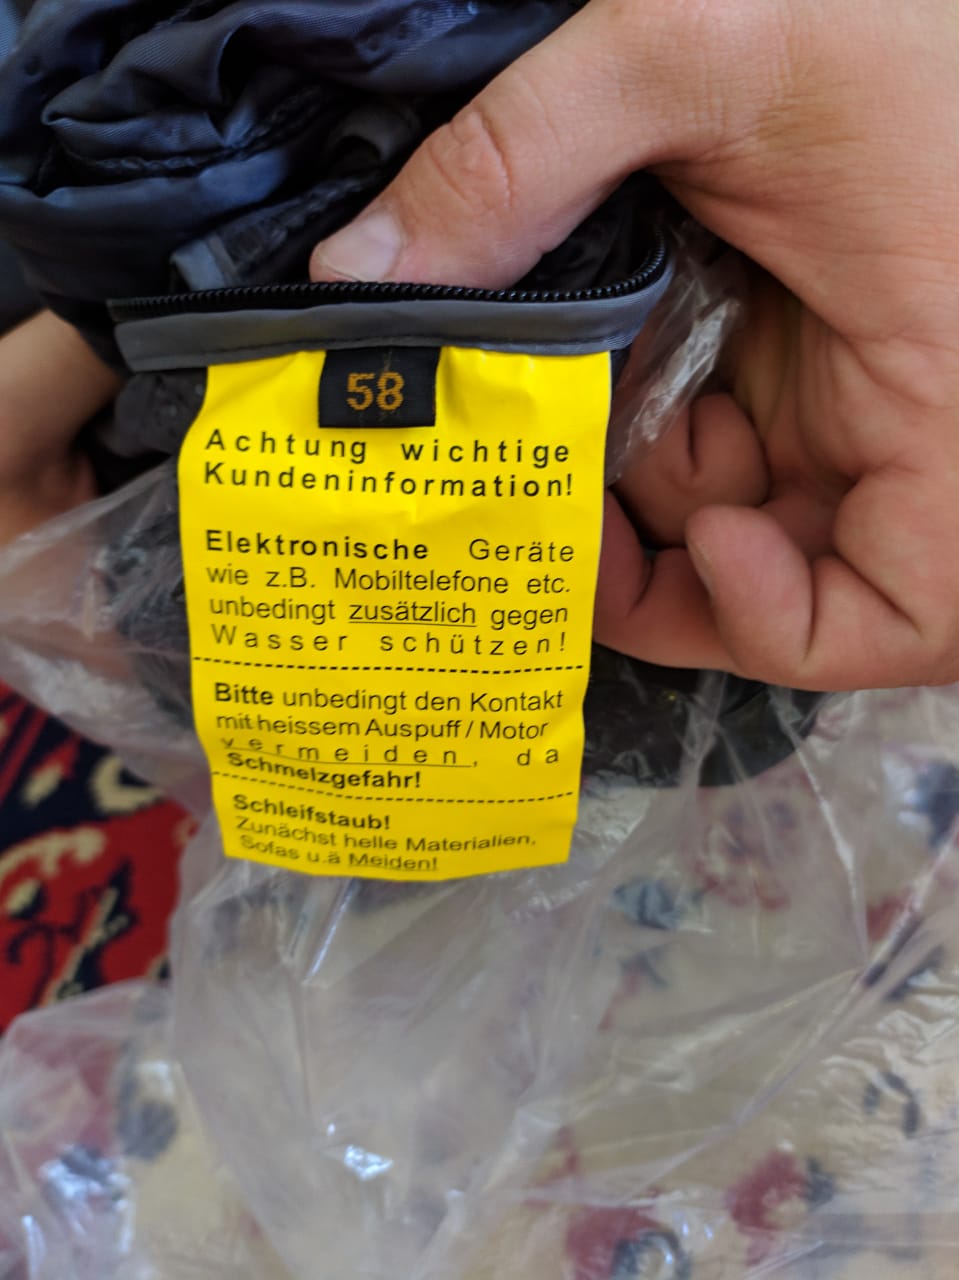 58
Achtung wichtige
Kundeninformation!
Elektronische Geräte
wie z.B. Mobiltelefone etc.
unbedingt zusätzlich gegen
Wasser schützen!
Bitte unbedingt den Kontakt
mit heissem Auspuff / Motor
vermeiden, da
Schmelzgefahr!
Schleifstaub!
Zunächst helle Materialien,
Sofas u.ä Meiden!